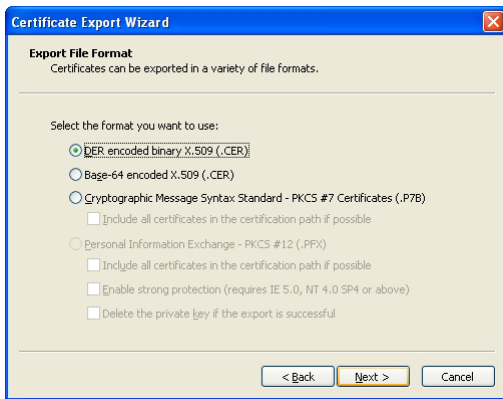 Certificate Export Wizard
Export File Format
Certificates can be exported in a variety of file formats.
Select the format you want to use:
DER encoded binary X.509 (.CER)
Base-64 encoded X.509 (.CER)
Cryptographic Message Syntax Standard - PKCS #7 Certificates (.P7B)
Include all certificates in the certification path if possible
Personal Information Exchange - PKCS #12 (.PFX)
Include all certificates in the certification path if possible
Enable strong protection (requires IE 5.0, NT 4.0 SP4 or above)
Delete the private key if the export is successful
< Back Next > Cancel